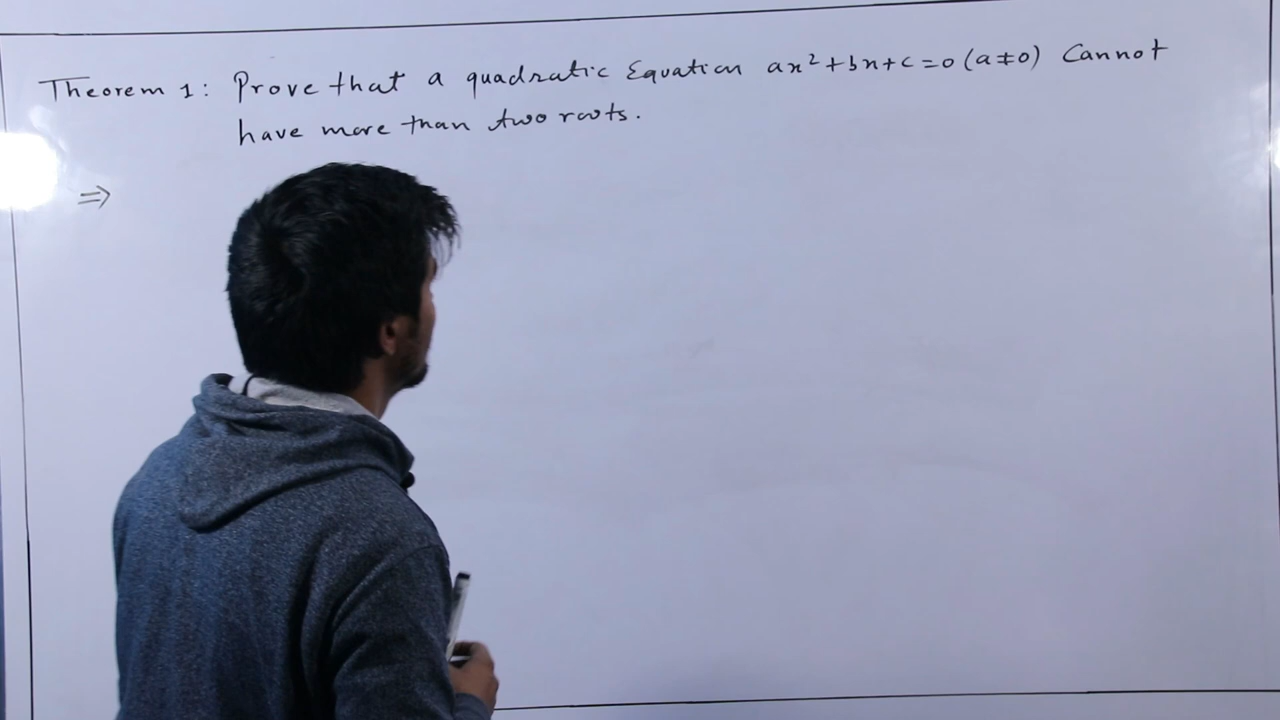 Theorem 1: Prove that a quadratic Equation ax²+bx+c=0 (a≠0) Cannot
have more than two roots.
⇒